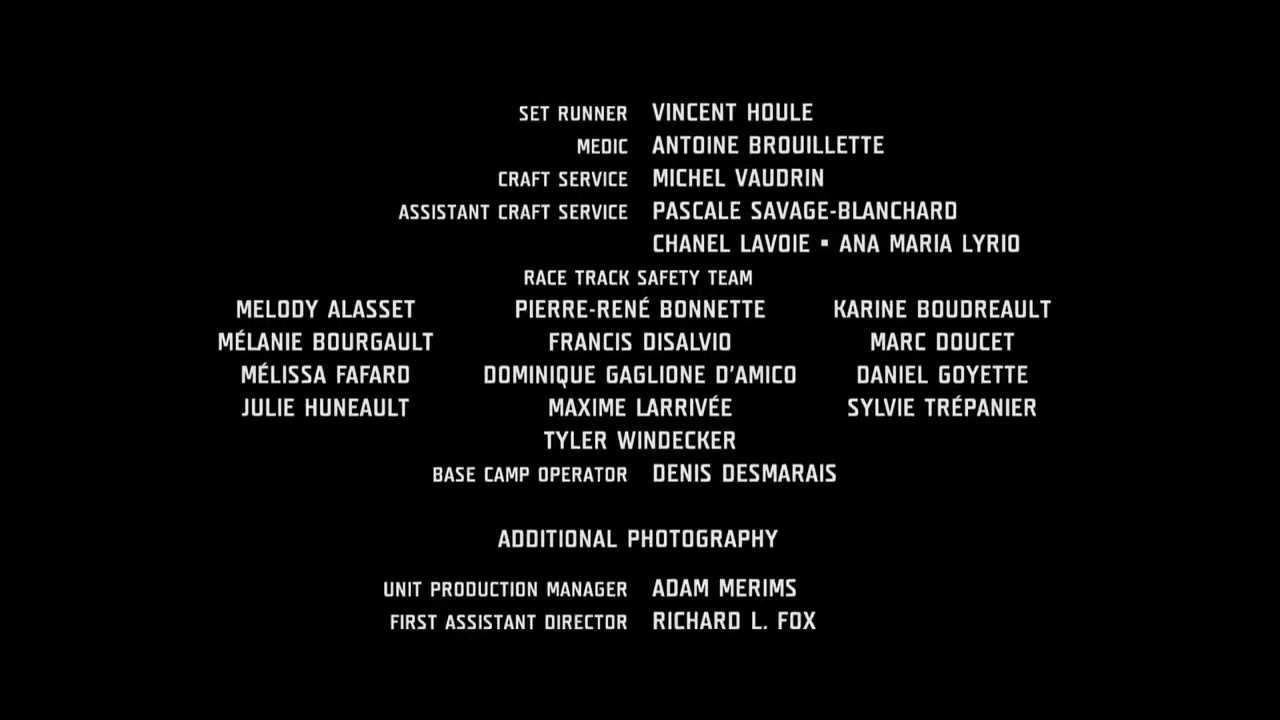 SET RUNNER VINCENT HOULE
MEDIC ANTOINE BROUILLETTE
CRAFT SERVICE MICHEL VAUDRIN
ASSISTANT CRAFT SERVICE PASCALE SAVAGE-BLANCHARD
CHANEL LAVOIE ▪ ANA MARIA LYRIO
RACE TRACK SAFETY TEAM
MELODY ALASSET PIERRE-RENÉ BONNETTE KARINE BOUDREAULT
MÉLANIE BOURGAULT FRANCIS DISALVIO MARC DOUCET
MÉLISSA FAFARD DOMINIQUE GAGLIONE D'AMICO DANIEL GOYETTE
JULIE HUNEAULT MAXIME LARRIVÉE SYLVIE TRÉPANIER
TYLER WINDECKER
BASE CAMP OPERATOR DENIS DESMARAIS
ADDITIONAL PHOTOGRAPHY
UNIT PRODUCTION MANAGER ADAM MERIMS
FIRST ASSISTANT DIRECTOR RICHARD L. FOX